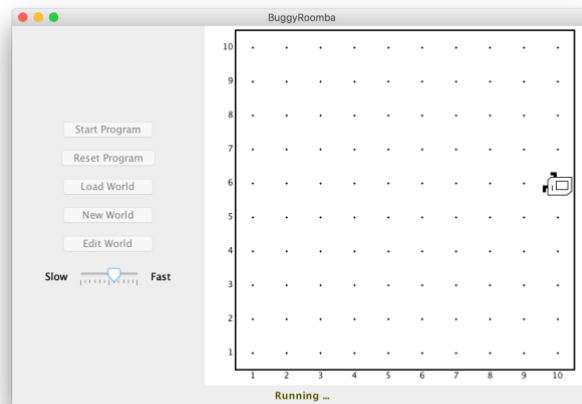 BuggyRoomba
Start Program
Reset Program
Load World
New World
Edit World
Slow Fast
10
9
8
7
6
5
4
3
2
1
1 2 3 4 5 6 7 8 9 10
Running ...